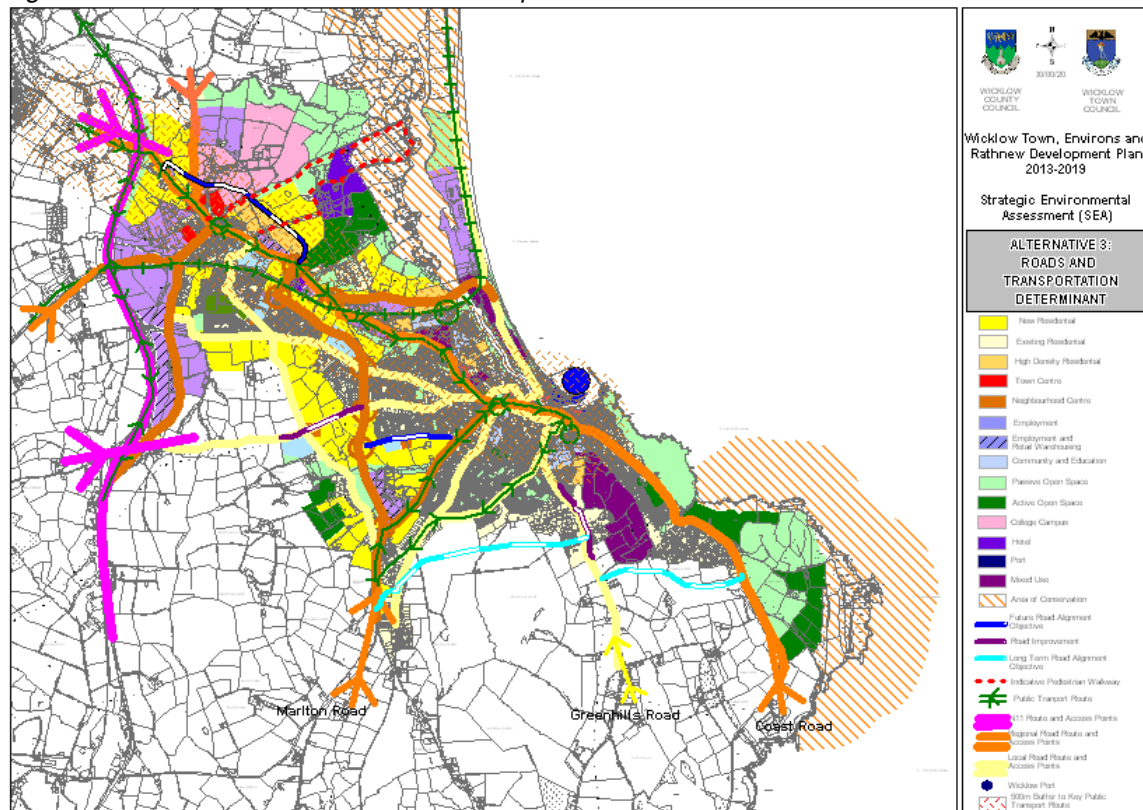 WICKLOW
COUNTY
COUNCIL
WICKLOW
TOWN
COUNCIL
Wicklow Town, Environs and
Rathnew Development Plan
2013-2019
Strategic Environmental
Assessment (SEA)
ALTERNATIVE 3:
ROADS AND
TRANSPORTATION
DETERMINANT
New Residential
Existing Residential
High Density Residential
Town Centre
Neighbourhood Centre
Employment
Employment and
Retail Warehousing
Community and Education
Passive Open Space
Active Open Space
College Campus
Hotel
Port
Mixed Use
Area of Conservation
Future Road Alignment
Objective
Road Improvement
Long Term Road Alignment
Objective
Indicative Pedestrian Walkway
Public Tranport Route
N11 Route and Access Points
Regional Road Route and
Access Points
Local Road Route and
Access Points
Wicklow Port
500m Buffer to Key Public
Transport Route
Marlton Road
Greenhills Road
Coast Road